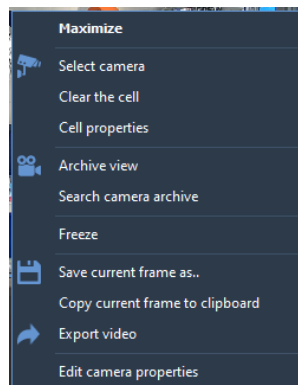 Maximize
Select camera
Clear the cell
Cell properties
Archive view
Search camera archive
Freeze
Save current frame as..
Copy current frame to clipboard
Export video
Edit camera properties